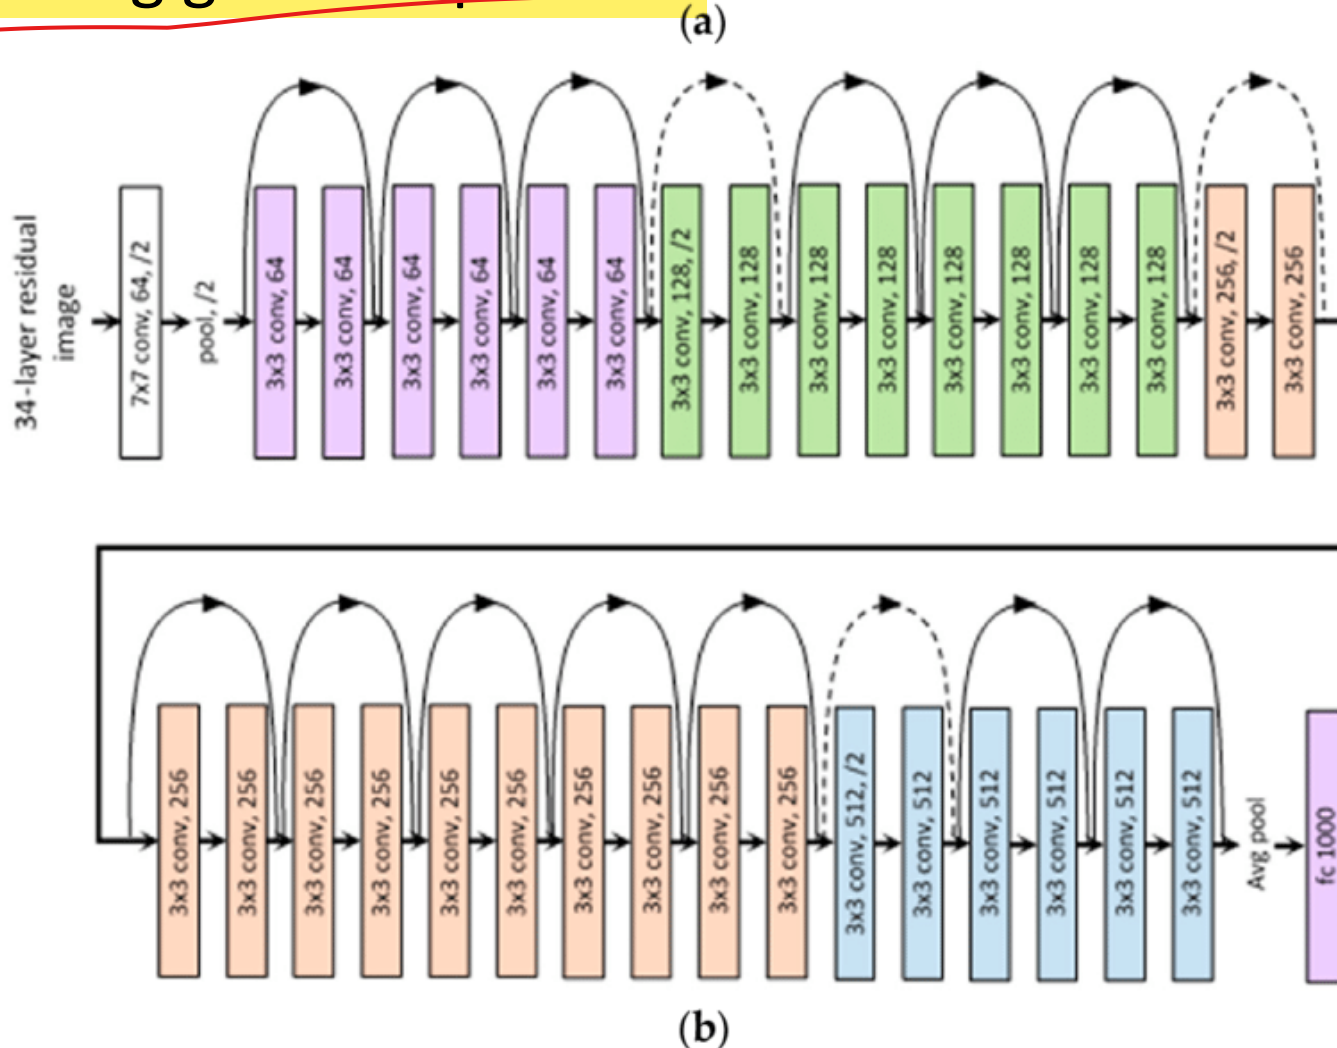 (a)
34-layer residual
image
7x7 conv, 64, /2
pool, /2
3x3 conv, 64
3x3 conv, 64
3x3 conv, 64
3x3 conv, 64
3x3 conv, 64
3x3 conv, 64
3x3 conv, 128, /2
3x3 conv, 128
3x3 conv, 128
3x3 conv, 128
3x3 conv, 128
3x3 conv, 128
3x3 conv, 128
3x3 conv, 128
3x3 conv, 256, /2
3x3 conv, 256
3x3 conv, 256
3x3 conv, 256
3x3 conv, 256
3x3 conv, 256
3x3 conv, 256
3x3 conv, 256
3x3 conv, 256
3x3 conv, 256
3x3 conv, 256
3x3 conv, 256
3x3 conv, 512, /2
3x3 conv, 512
3x3 conv, 512
3x3 conv, 512
3x3 conv, 512
3x3 conv, 512
Avg pool
fc 1000
(b)